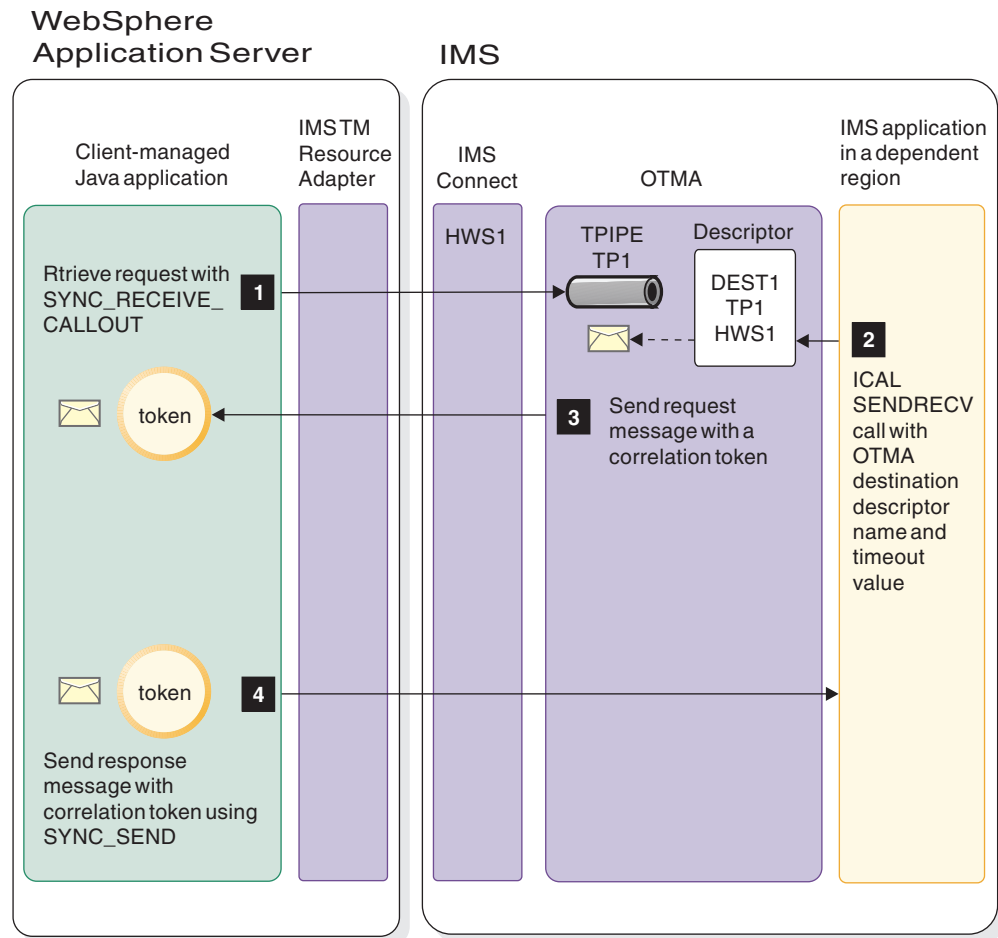 WebSphere
Application Server
IMS
Client-managed
Java application
IMS TM
Resource
Adapter
IMS
Connect
OTMA
IMS application
in a dependent
region
HWS1
TPIPE
TP1
Descriptor
DEST1
TP1
HWS1
Rtrieve request with
SYNC_RECEIVE_
CALLOUT
1
2
ICAL
SENDRECV
call with
OTMA
destination
descriptor
name and
timeout
value
token
3
Send request
message with a
correlation token
token
4
Send response
message with
correlation token using
SYNC_SEND